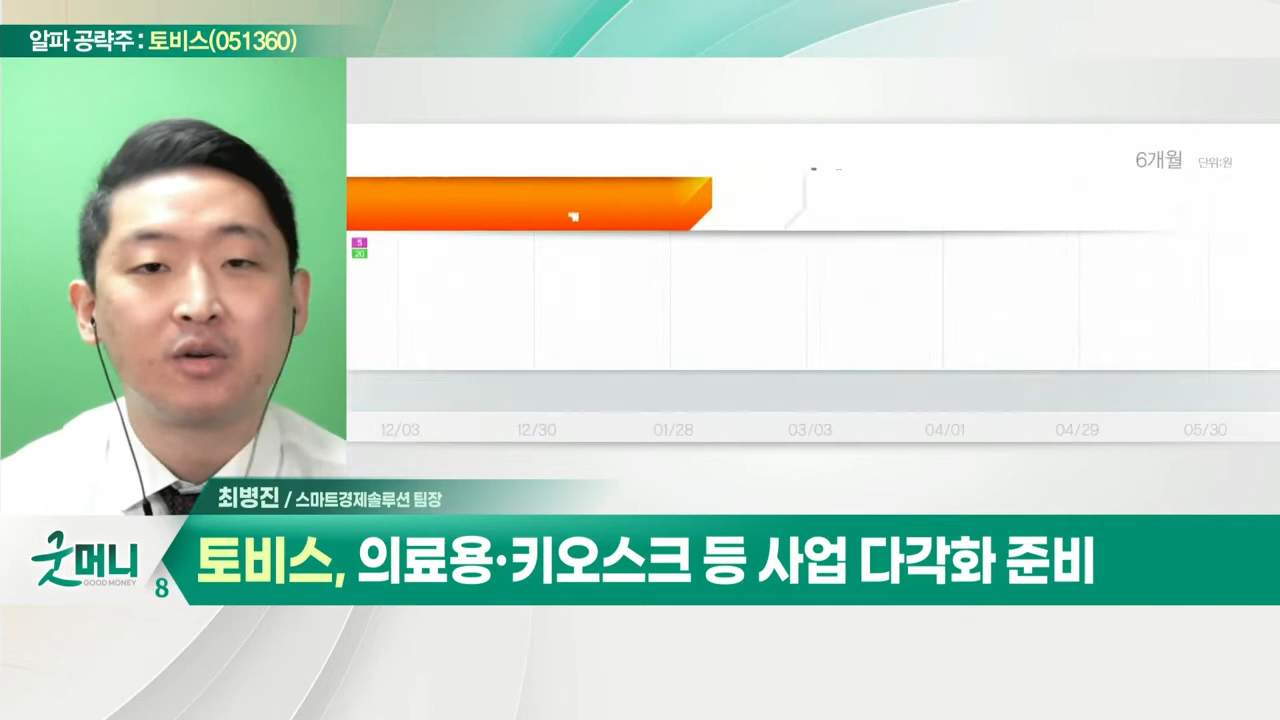 알파 공략주 : 토비스(051360)
6개월 단위:원
5
20
12/03 12/30 01/28 03/03 04/01 04/29 05/30
최병진 / 스마트경제솔루션 팀장
굿머니
GOOD MONEY
8
토비스, 의료용·키오스크 등 사업 다각화 준비